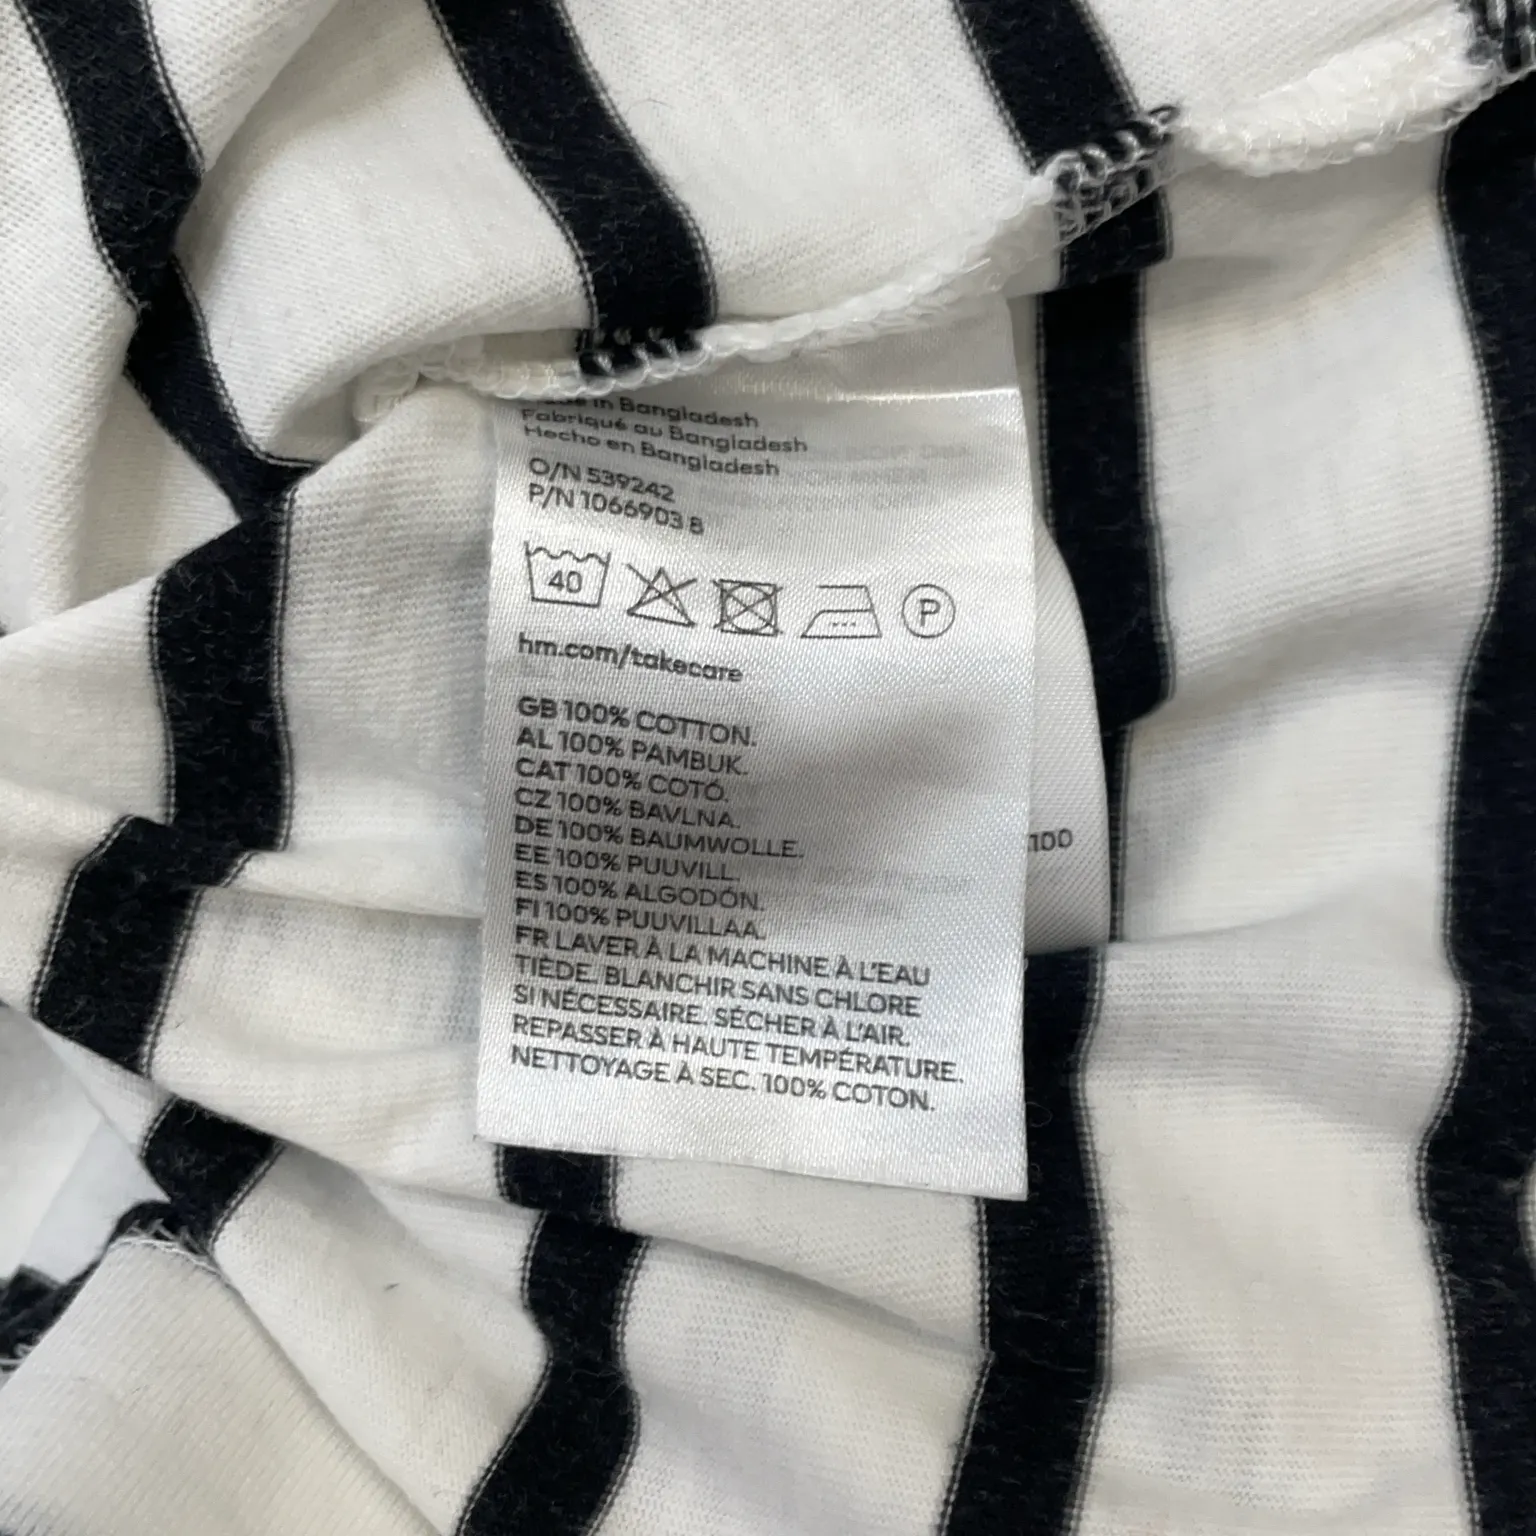 in Bangladesh
Fabriqué au Bangladesh
Hecho en Bangladesh
O/N 539242
P/N 1066903 8
40
P
hm.com/takecare
GB 100% COTTON.
AL 100% PAMBUK.
CAT 100% COTÓ.
CZ 100% BAVLNA.
DE 100% BAUMWOLLE.
EE 100% PUUVILL.
ES 100% ALGODÓN.
FI 100% PUUVILLAA.
FR LAVER À LA MACHINE À L'EAU
TIÈDE. BLANCHIR SANS CHLORE
SI NÉCESSAIRE. SÉCHER À L'AIR.
REPASSER À HAUTE TEMPÉRATURE.
NETTOYAGE À SEC. 100% COTON.
100